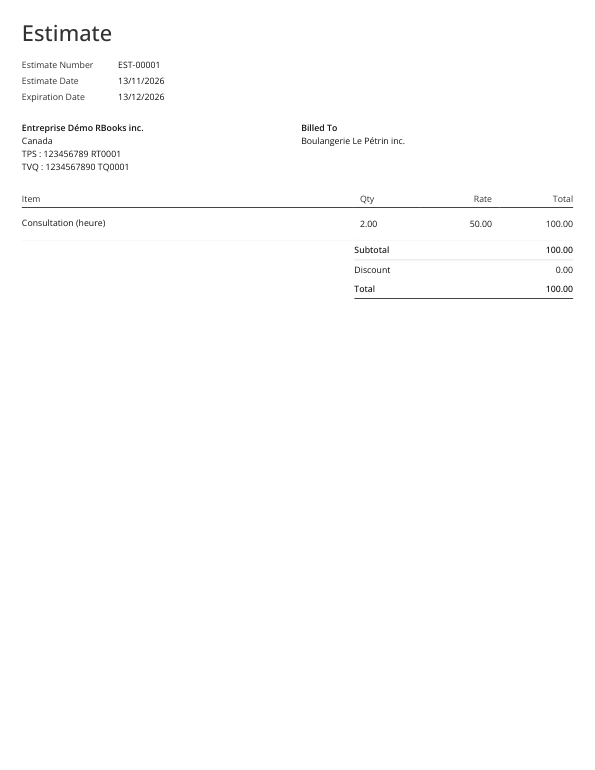 Estimate
Estimate Number EST-00001
Estimate Date 13/11/2026
Expiration Date 13/12/2026
Entreprise Démo RBooks inc.
Canada
TPS : 123456789 RT0001
TVQ : 1234567890 TQ0001
Billed To
Boulangerie Le Pétrin inc.
Item Qty Rate Total
Consultation (heure) 2.00 50.00 100.00
Subtotal 100.00
Discount 0.00
Total 100.00